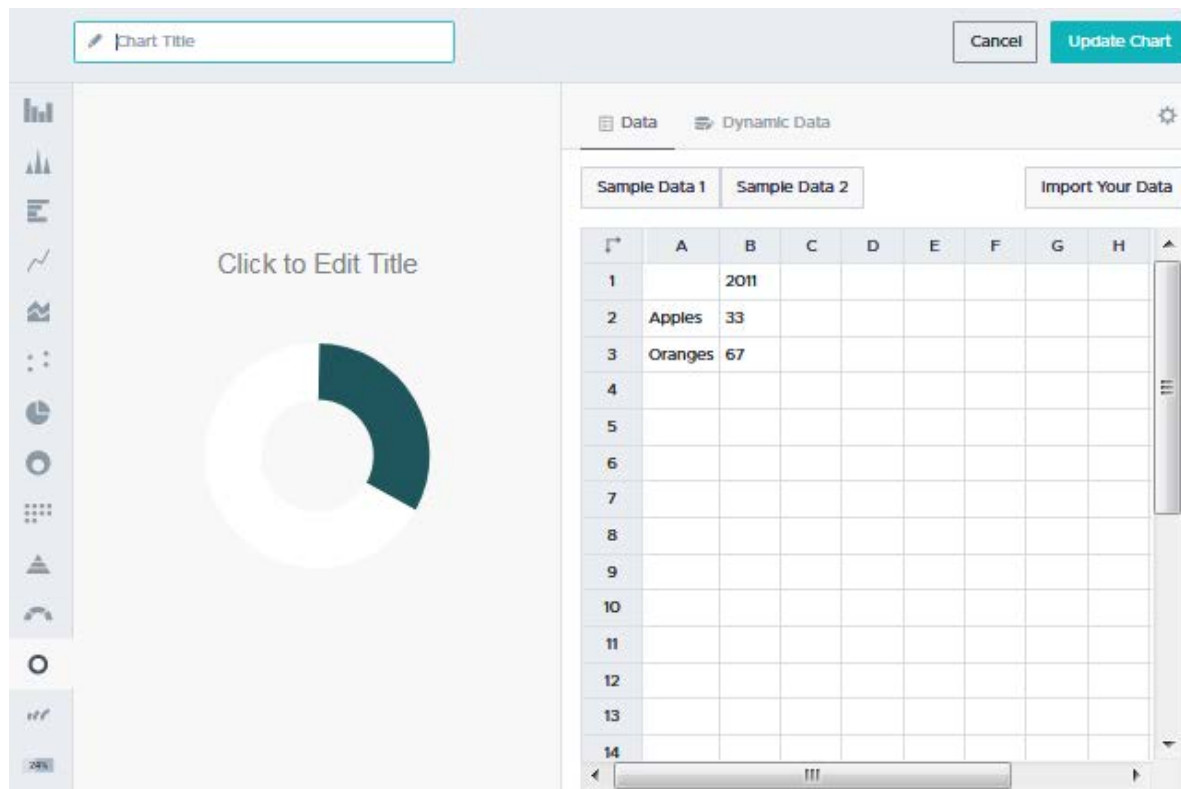 Chart Title
Cancel
Update Chart
Data
Dynamic Data
Sample Data 1
Sample Data 2
Import Your Data
Click to Edit Title
A B C D E F G H
1 2011
2 Apples 33
3 Oranges 67
4
5
6
7
8
9
10
11
12
13
14
24%